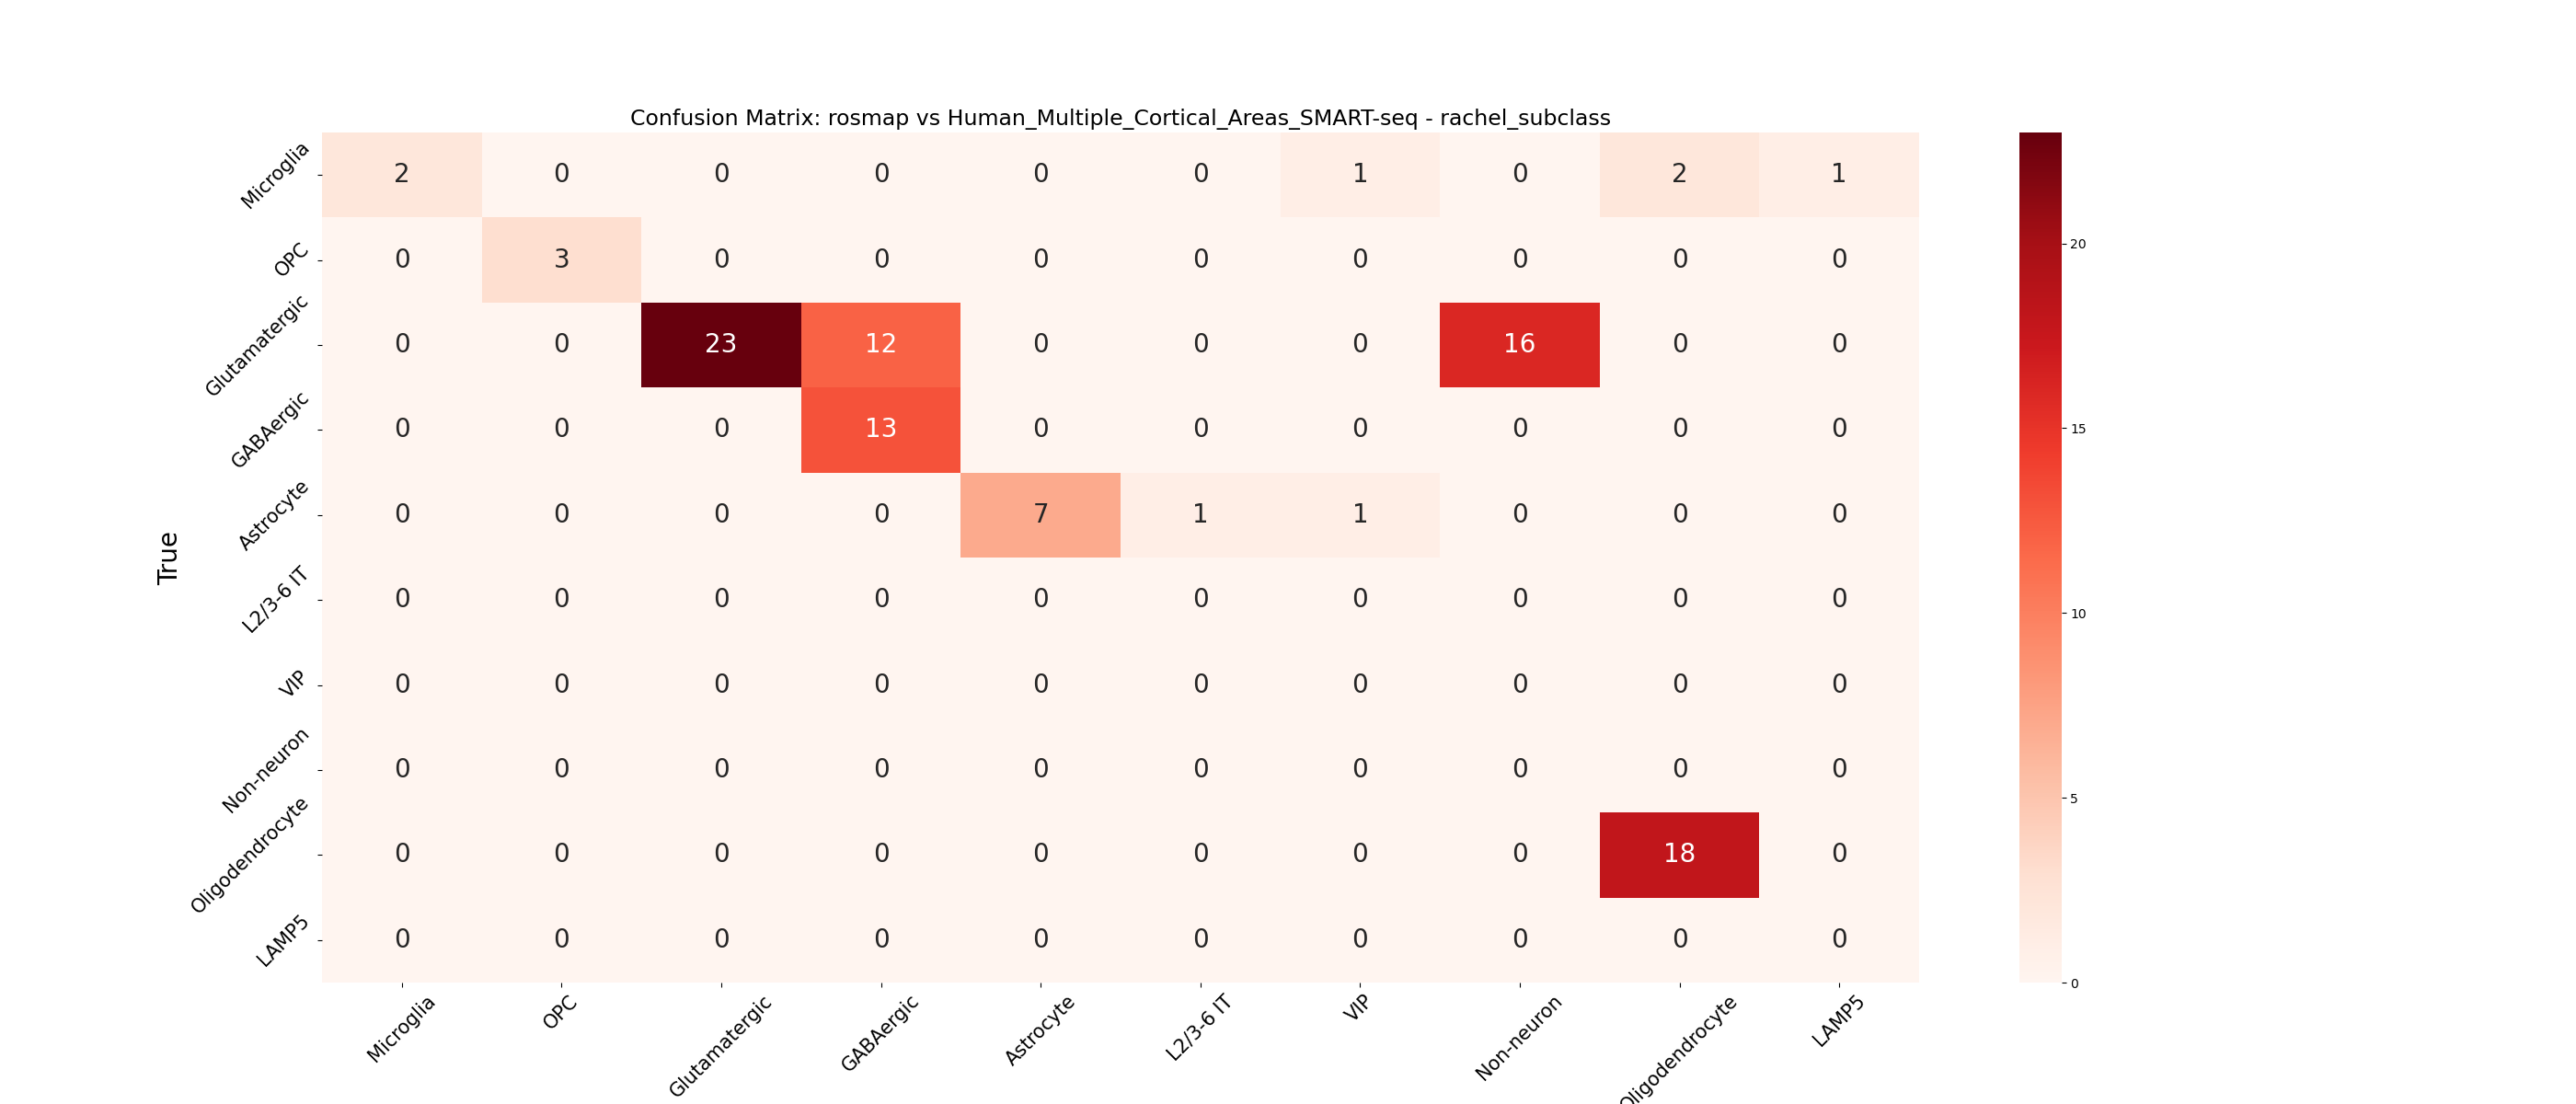 Confusion Matrix: rosmap vs Human_Multiple_Cortical_Areas_SMART-seq - rachel_subclass
True
Microglia 2 0 0 0 0 0 1 0 2 1
OPC 0 3 0 0 0 0 0 0 0 0
Glutamatergic 0 0 23 12 0 0 0 16 0 0
GABAergic 0 0 0 13 0 0 0 0 0 0
Astrocyte 0 0 0 0 7 1 1 0 0 0
L2/3-6 IT 0 0 0 0 0 0 0 0 0 0
VIP 0 0 0 0 0 0 0 0 0 0
Non-neuron 0 0 0 0 0 0 0 0 0 0
Oligodendrocyte 0 0 0 0 0 0 0 0 18 0
LAMP5 0 0 0 0 0 0 0 0 0 0
Microglia OPC Glutamatergic GABAergic Astrocyte L2/3-6 IT VIP Non-neuron Oligodendrocyte LAMP5
20
15
10
5
0